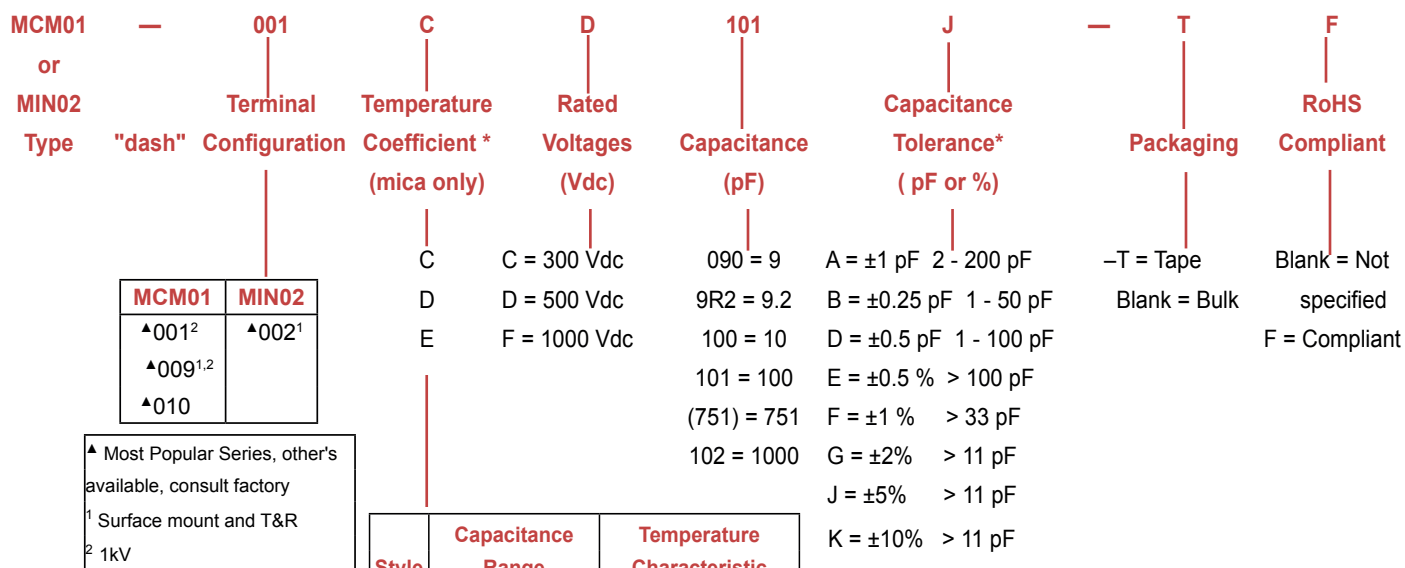 MCM01 — 001 C D 101 J — T F
or
MIN02 Terminal Temperature Rated Capacitance RoHS
Type "dash" Configuration Coefficient * Voltages Capacitance Tolerance* Packaging Compliant
(mica only) (Vdc) (pF) ( pF or %)
C C = 300 Vdc 090 = 9 A = ±1 pF 2 - 200 pF –T = Tape Blank = Not
MCM01 MIN02 D D = 500 Vdc 9R2 = 9.2 B = ±0.25 pF 1 - 50 pF Blank = Bulk specified
▲001² ▲002¹ E F = 1000 Vdc 100 = 10 D = ±0.5 pF 1 - 100 pF F = Compliant
▲009¹,² 101 = 100 E = ±0.5 % > 100 pF
▲010 (751) = 751 F = ±1 % > 33 pF
▲ Most Popular Series, other's 102 = 1000 G = ±2% > 11 pF
available, consult factory J = ±5% > 11 pF
¹ Surface mount and T&R Capacitance Temperature K = ±10% > 11 pF
² 1kV
Style Range Characteristic